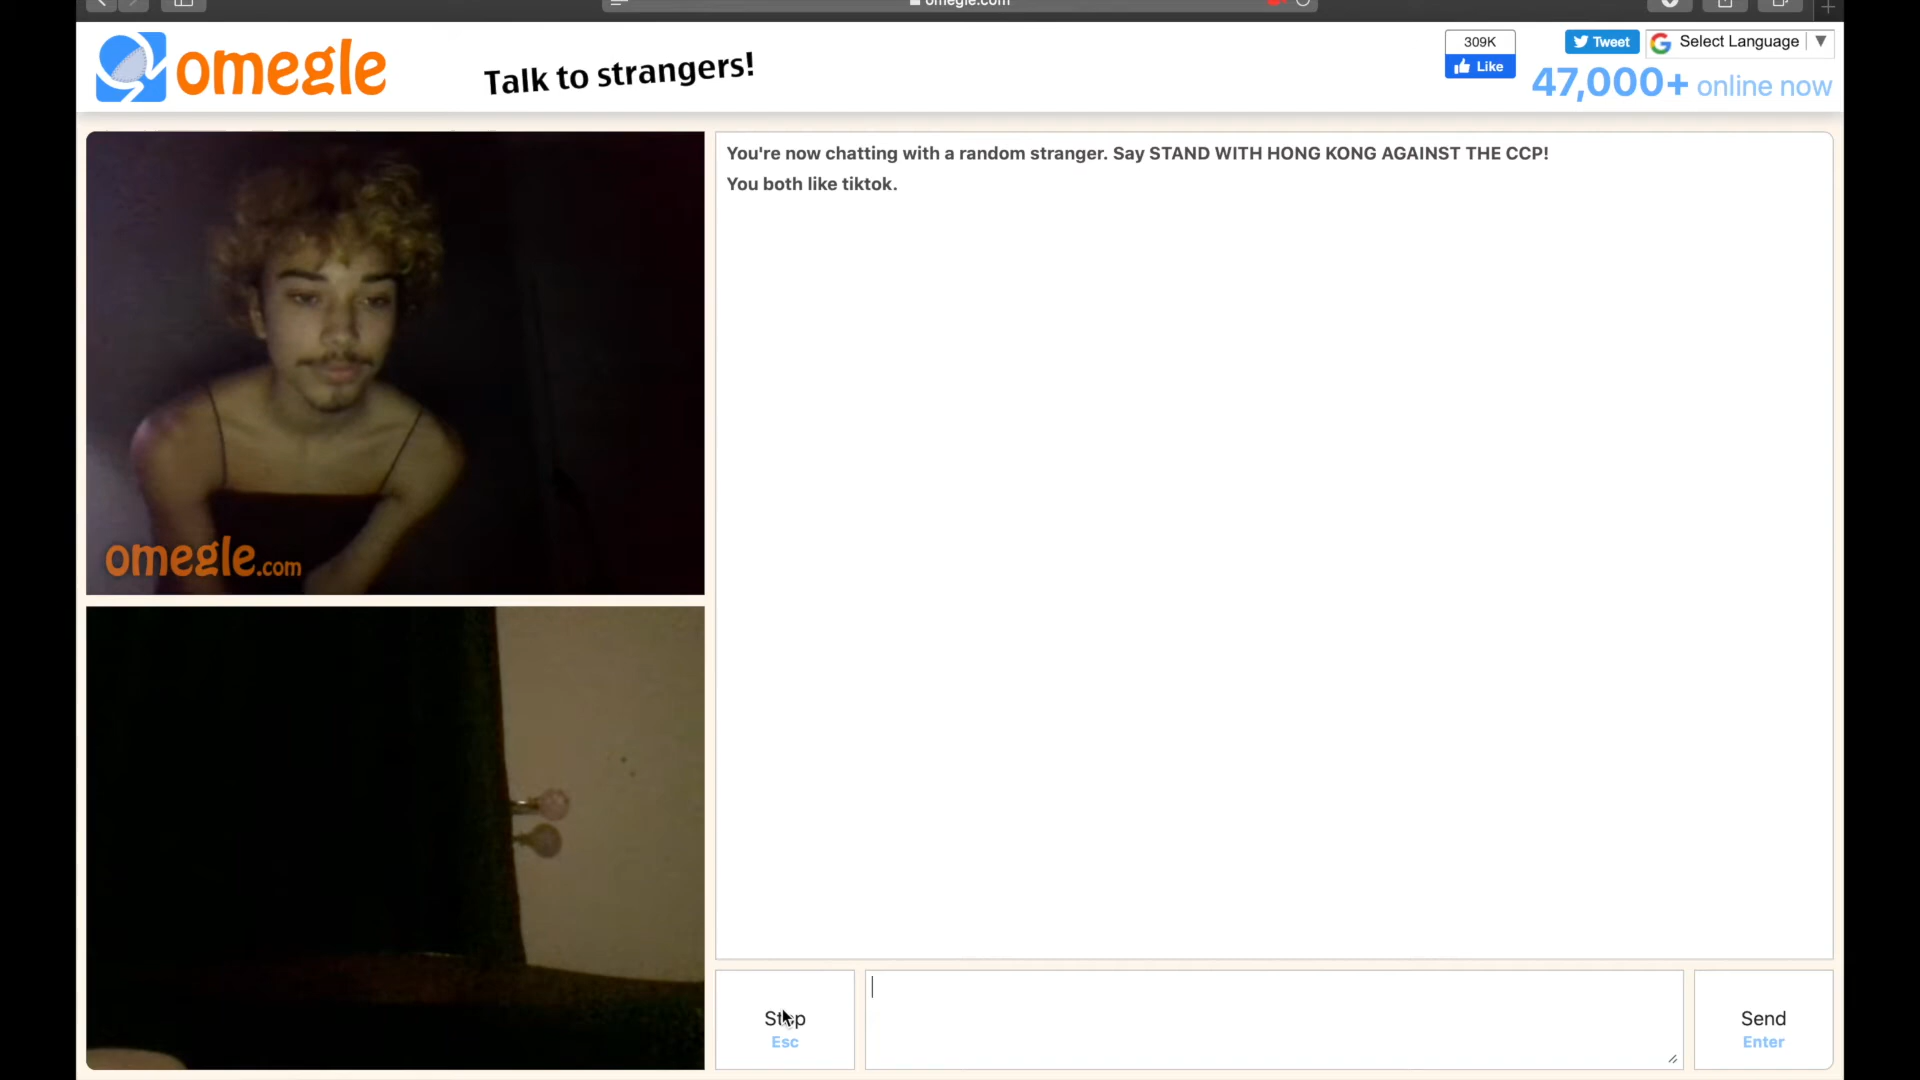 omegle.com
omegle
Talk to strangers!
309K
Like
Tweet
Select Language
47,000+ online now
You're now chatting with a random stranger. Say STAND WITH HONG KONG AGAINST THE CCP!
You both like tiktok.
omegle.com
Stop
Esc
Send
Enter